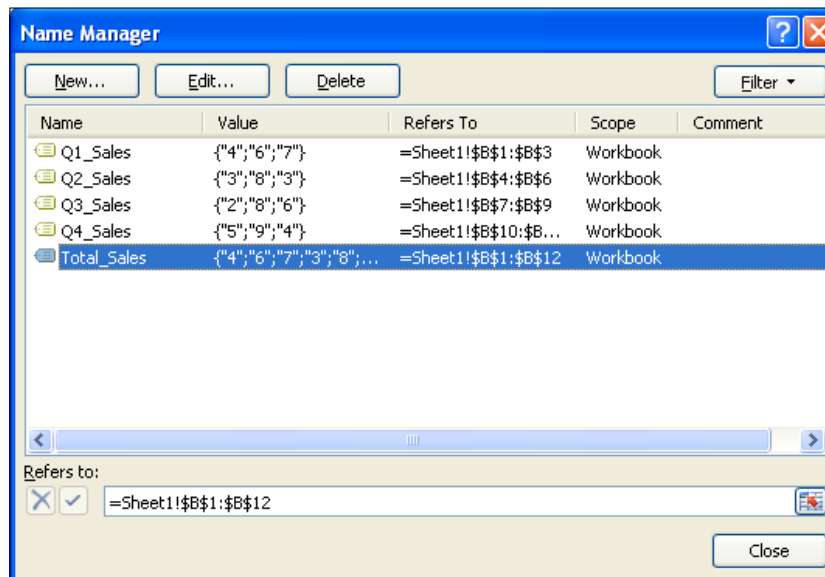 Name Manager
?
New... Edit... Delete Filter
Name Value Refers To Scope Comment
Q1_Sales {"4";"6";"7"} =Sheet1!$B$1:$B$3 Workbook
Q2_Sales {"3";"8";"3"} =Sheet1!$B$4:$B$6 Workbook
Q3_Sales {"2";"8";"6"} =Sheet1!$B$7:$B$9 Workbook
Q4_Sales {"5";"9";"4"} =Sheet1!$B$10:$B... Workbook
Total_Sales {"4";"6";"7";"3";"8";... =Sheet1!$B$1:$B$12 Workbook
Refers to:
=Sheet1!$B$1:$B$12
Close